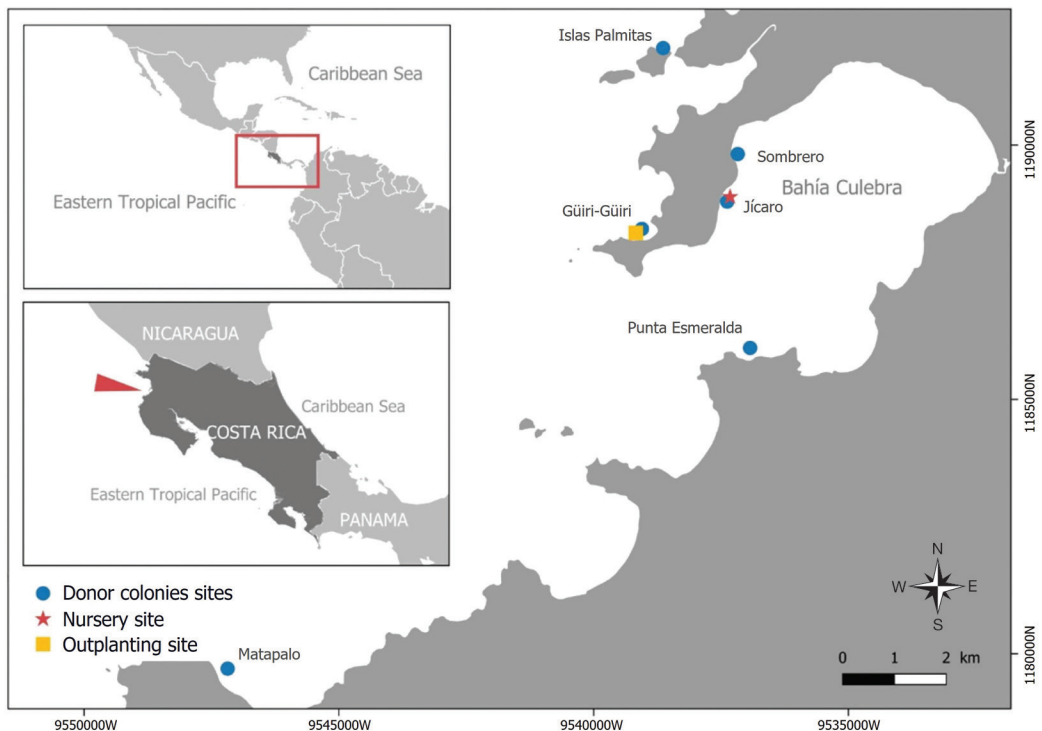 Caribbean Sea
Eastern Tropical Pacific
NICARAGUA
Caribbean Sea
COSTA RICA
Eastern Tropical Pacific
PANAMA
Donor colonies sites
Nursery site
Outplanting site
Islas Palmitas
Sombrero
Bahía Culebra
Jícaro
Güiri-Güiri
Punta Esmeralda
Matapalo
N
W
E
S
0 1 2 km
1190000N
1185000N
1180000N
9550000W 9545000W 9540000W 9535000W